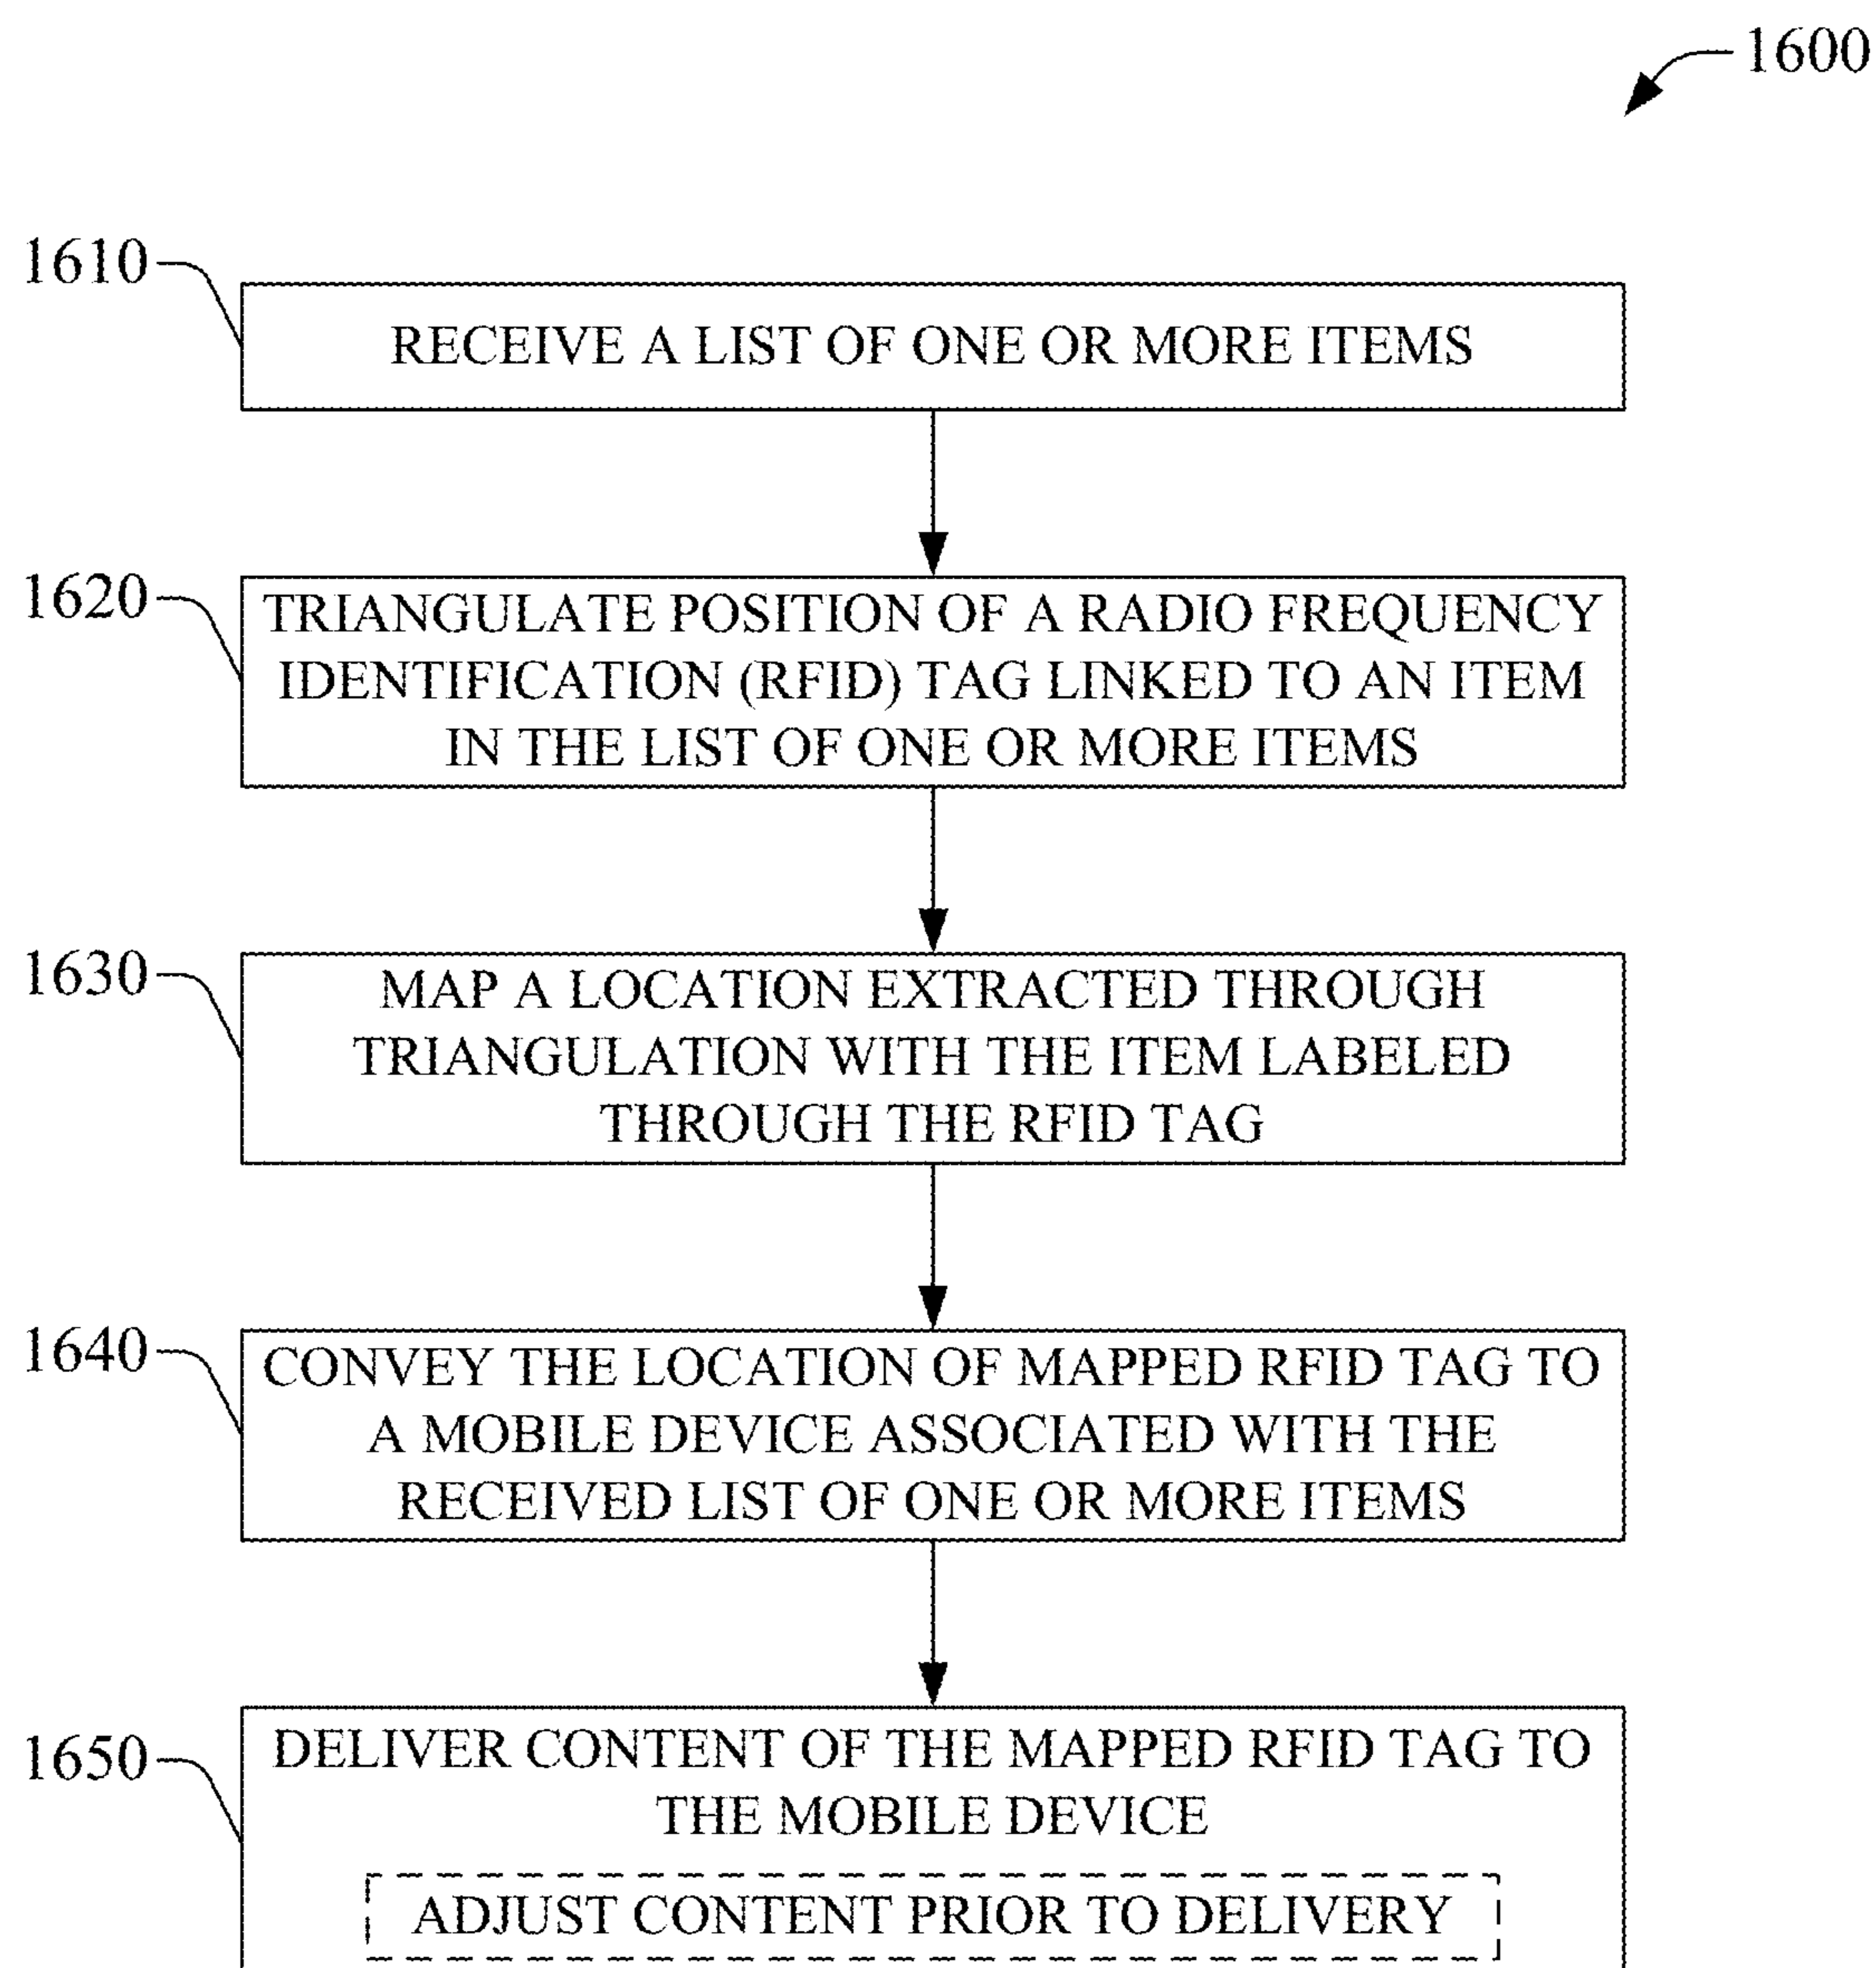 1600
1610
RECEIVE A LIST OF ONE OR MORE ITEMS
1620
TRIANGULATE POSITION OF A RADIO FREQUENCY
IDENTIFICATION (RFID) TAG LINKED TO AN ITEM
IN THE LIST OF ONE OR MORE ITEMS
1630
MAP A LOCATION EXTRACTED THROUGH
TRIANGULATION WITH THE ITEM LABELED
THROUGH THE RFID TAG
1640
CONVEY THE LOCATION OF MAPPED RFID TAG TO
A MOBILE DEVICE ASSOCIATED WITH THE
RECEIVED LIST OF ONE OR MORE ITEMS
1650
DELIVER CONTENT OF THE MAPPED RFID TAG TO
THE MOBILE DEVICE
ADJUST CONTENT PRIOR TO DELIVERY